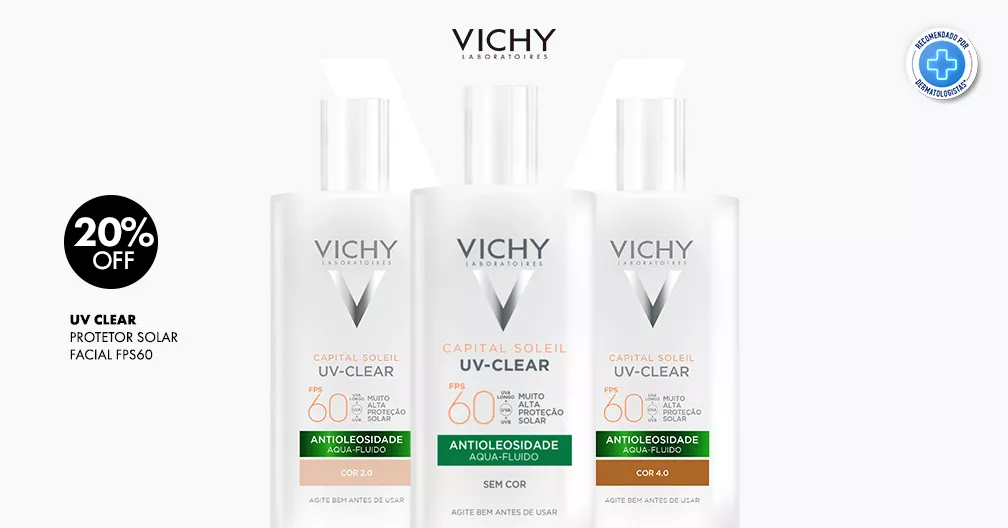 VICHY
LABORATOIRES
RECOMENDADO POR
DERMATOLOGISTAS*
20%
OFF
UV CLEAR
PROTETOR SOLAR
FACIAL FPS60
VICHY
LABORATOIRES
CAPITAL SOLEIL
UV-CLEAR
FPS
60
UVA
LONGO
+
UVA
+
UVB
MUITO
ALTA
PROTEÇÃO
SOLAR
ANTIOLEOSIDADE
AQUA-FLUIDO
COR 2.0
AGITE BEM ANTES DE USAR
VICHY
LABORATOIRES
CAPITAL SOLEIL
UV-CLEAR
FPS
60
UVA
LONGO
+
UVA
+
UVB
MUITO
ALTA
PROTEÇÃO
SOLAR
ANTIOLEOSIDADE
AQUA-FLUIDO
SEM COR
AGITE BEM ANTES DE USAR
VICHY
LABORATOIRES
CAPITAL SOLEIL
UV-CLEAR
FPS
60
UVA
LONGO
+
UVA
+
UVB
MUITO
ALTA
PROTEÇÃO
SOLAR
ANTIOLEOSIDADE
AQUA-FLUIDO
COR 4.0
AGITE BEM ANTES DE USAR